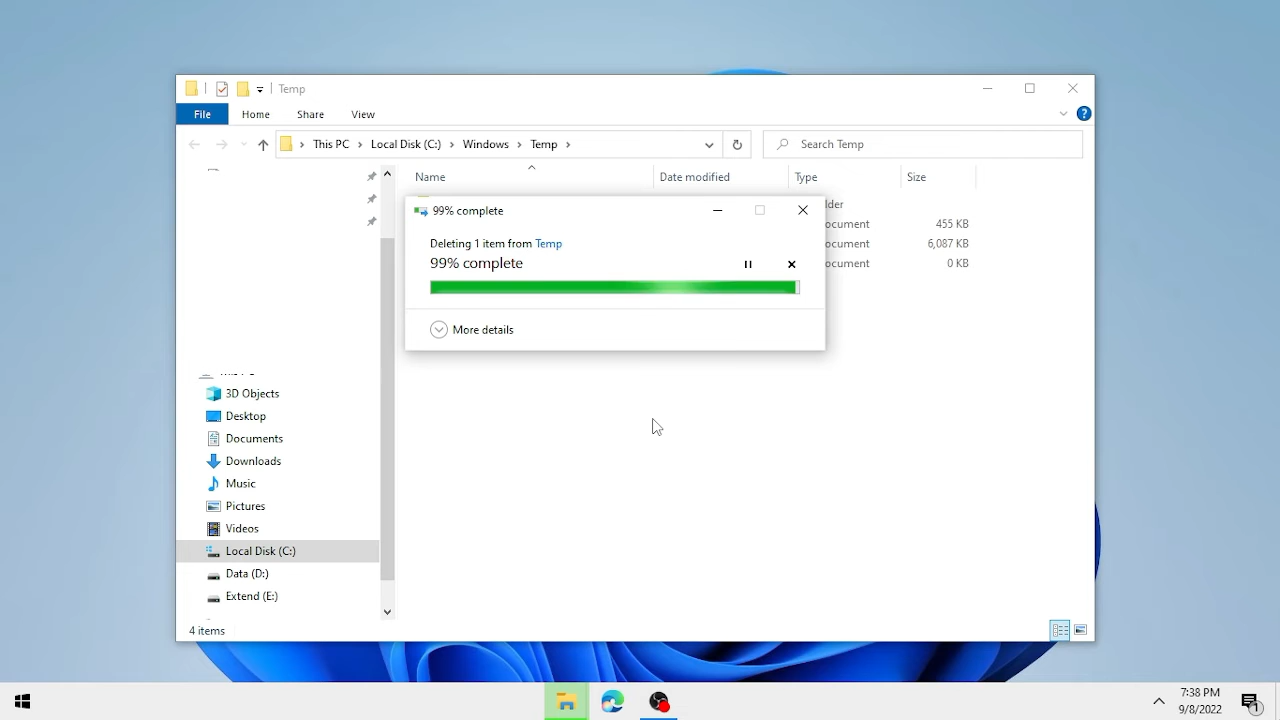 Temp
File Home Share View
This PC > Local Disk (C:) > Windows > Temp >
Search Temp
Name Date modified Type Size
lder
99% complete
ocument 455 KB
Deleting 1 item from Temp
ocument 6,087 KB
99% complete
ocument 0 KB
More details
3D Objects
Desktop
Documents
Downloads
Music
Pictures
Videos
Local Disk (C:)
Data (D:)
Extend (E:)
4 items
7:38 PM
9/8/2022
1